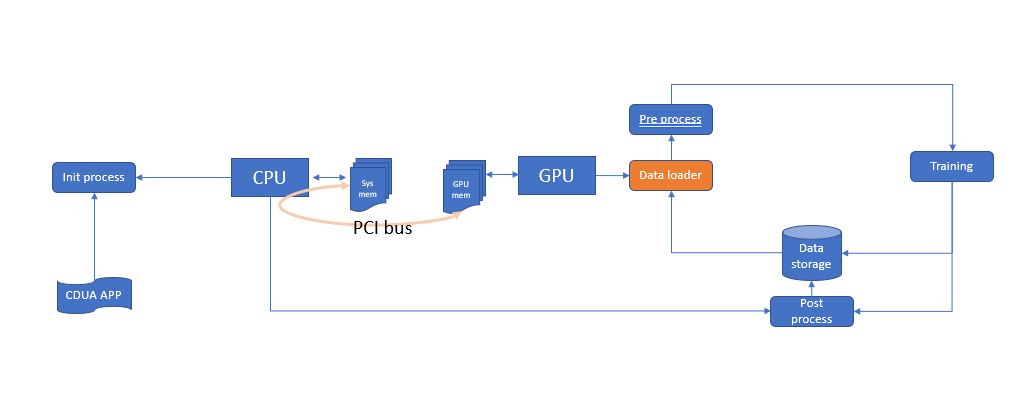 Pre process
Init process
CPU
Sys
mem
GPU
mem
GPU
Data loader
Training
PCI bus
Data
storage
CDUA APP
Post
process